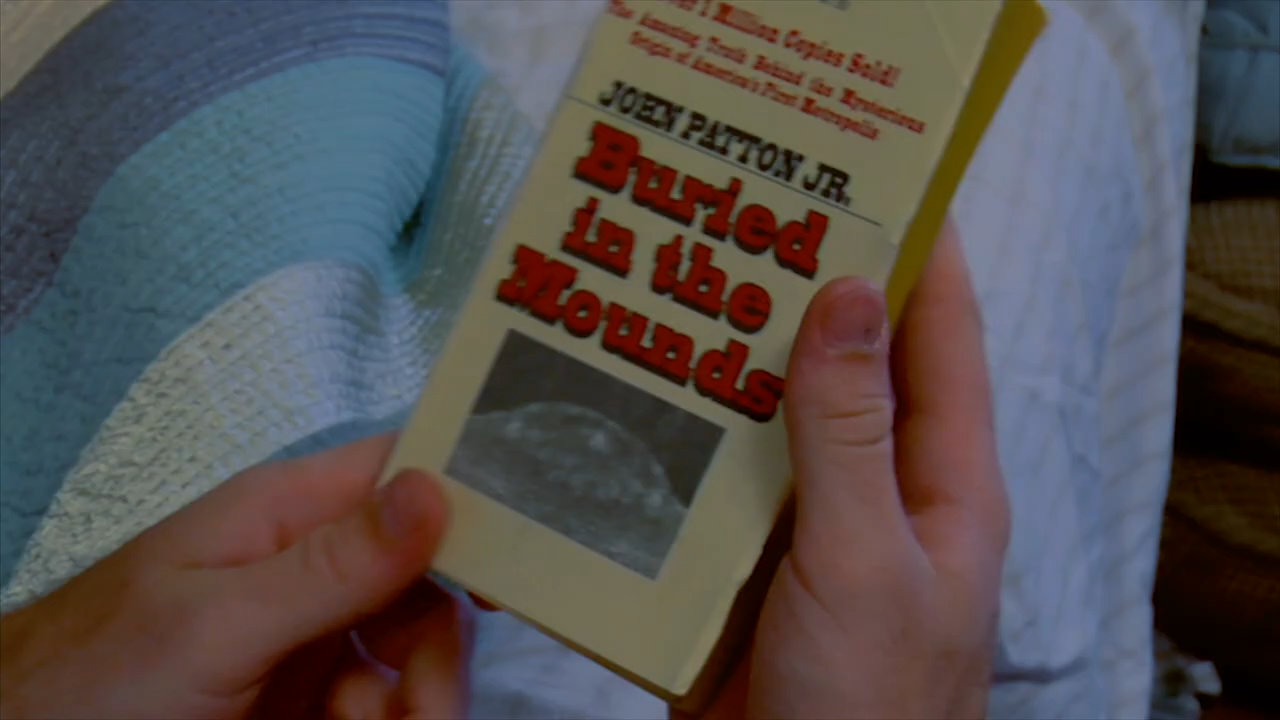 1 Million Copies Sold!
The Amazing Truth Behind the Mysterious
Origin of America's First Metropolis
JOHN PATTON JR.
Buried
in the
Mounds